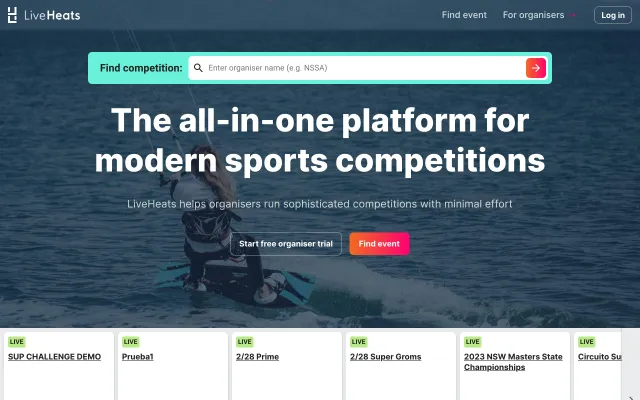 LiveHeats
Find event
For organisers
Log in
Find competition:
Enter organiser name (e.g. NSSA)
The all-in-one platform for
modern sports competitions
LiveHeats helps organisers run sophisticated competitions with minimal effort
Start free organiser trial
Find event
LIVE
SUP CHALLENGE DEMO
LIVE
Prueba1
LIVE
2/28 Prime
LIVE
2/28 Super Groms
LIVE
2023 NSW Masters State
Championships
LIVE
Circuito Su